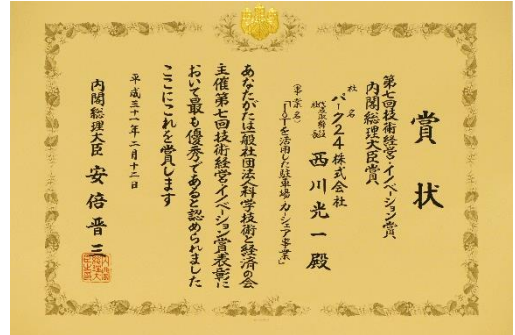 賞状
第七回技術経営・イノベーション賞
内閣総理大臣賞
社名
パーク24株式会社
代表取締役
社長
西川光一殿
(事業名)
「IoTを活用した駐車場・カーシェア事業」
あなたがたは一般社団法人科学技術と経済の会
主催第七回技術経営・イノベーション賞表彰に
おいて最も優秀であると認められました
ここにこれを賞します
平成三十一年二月十二日
内閣総理大臣 安倍晋三